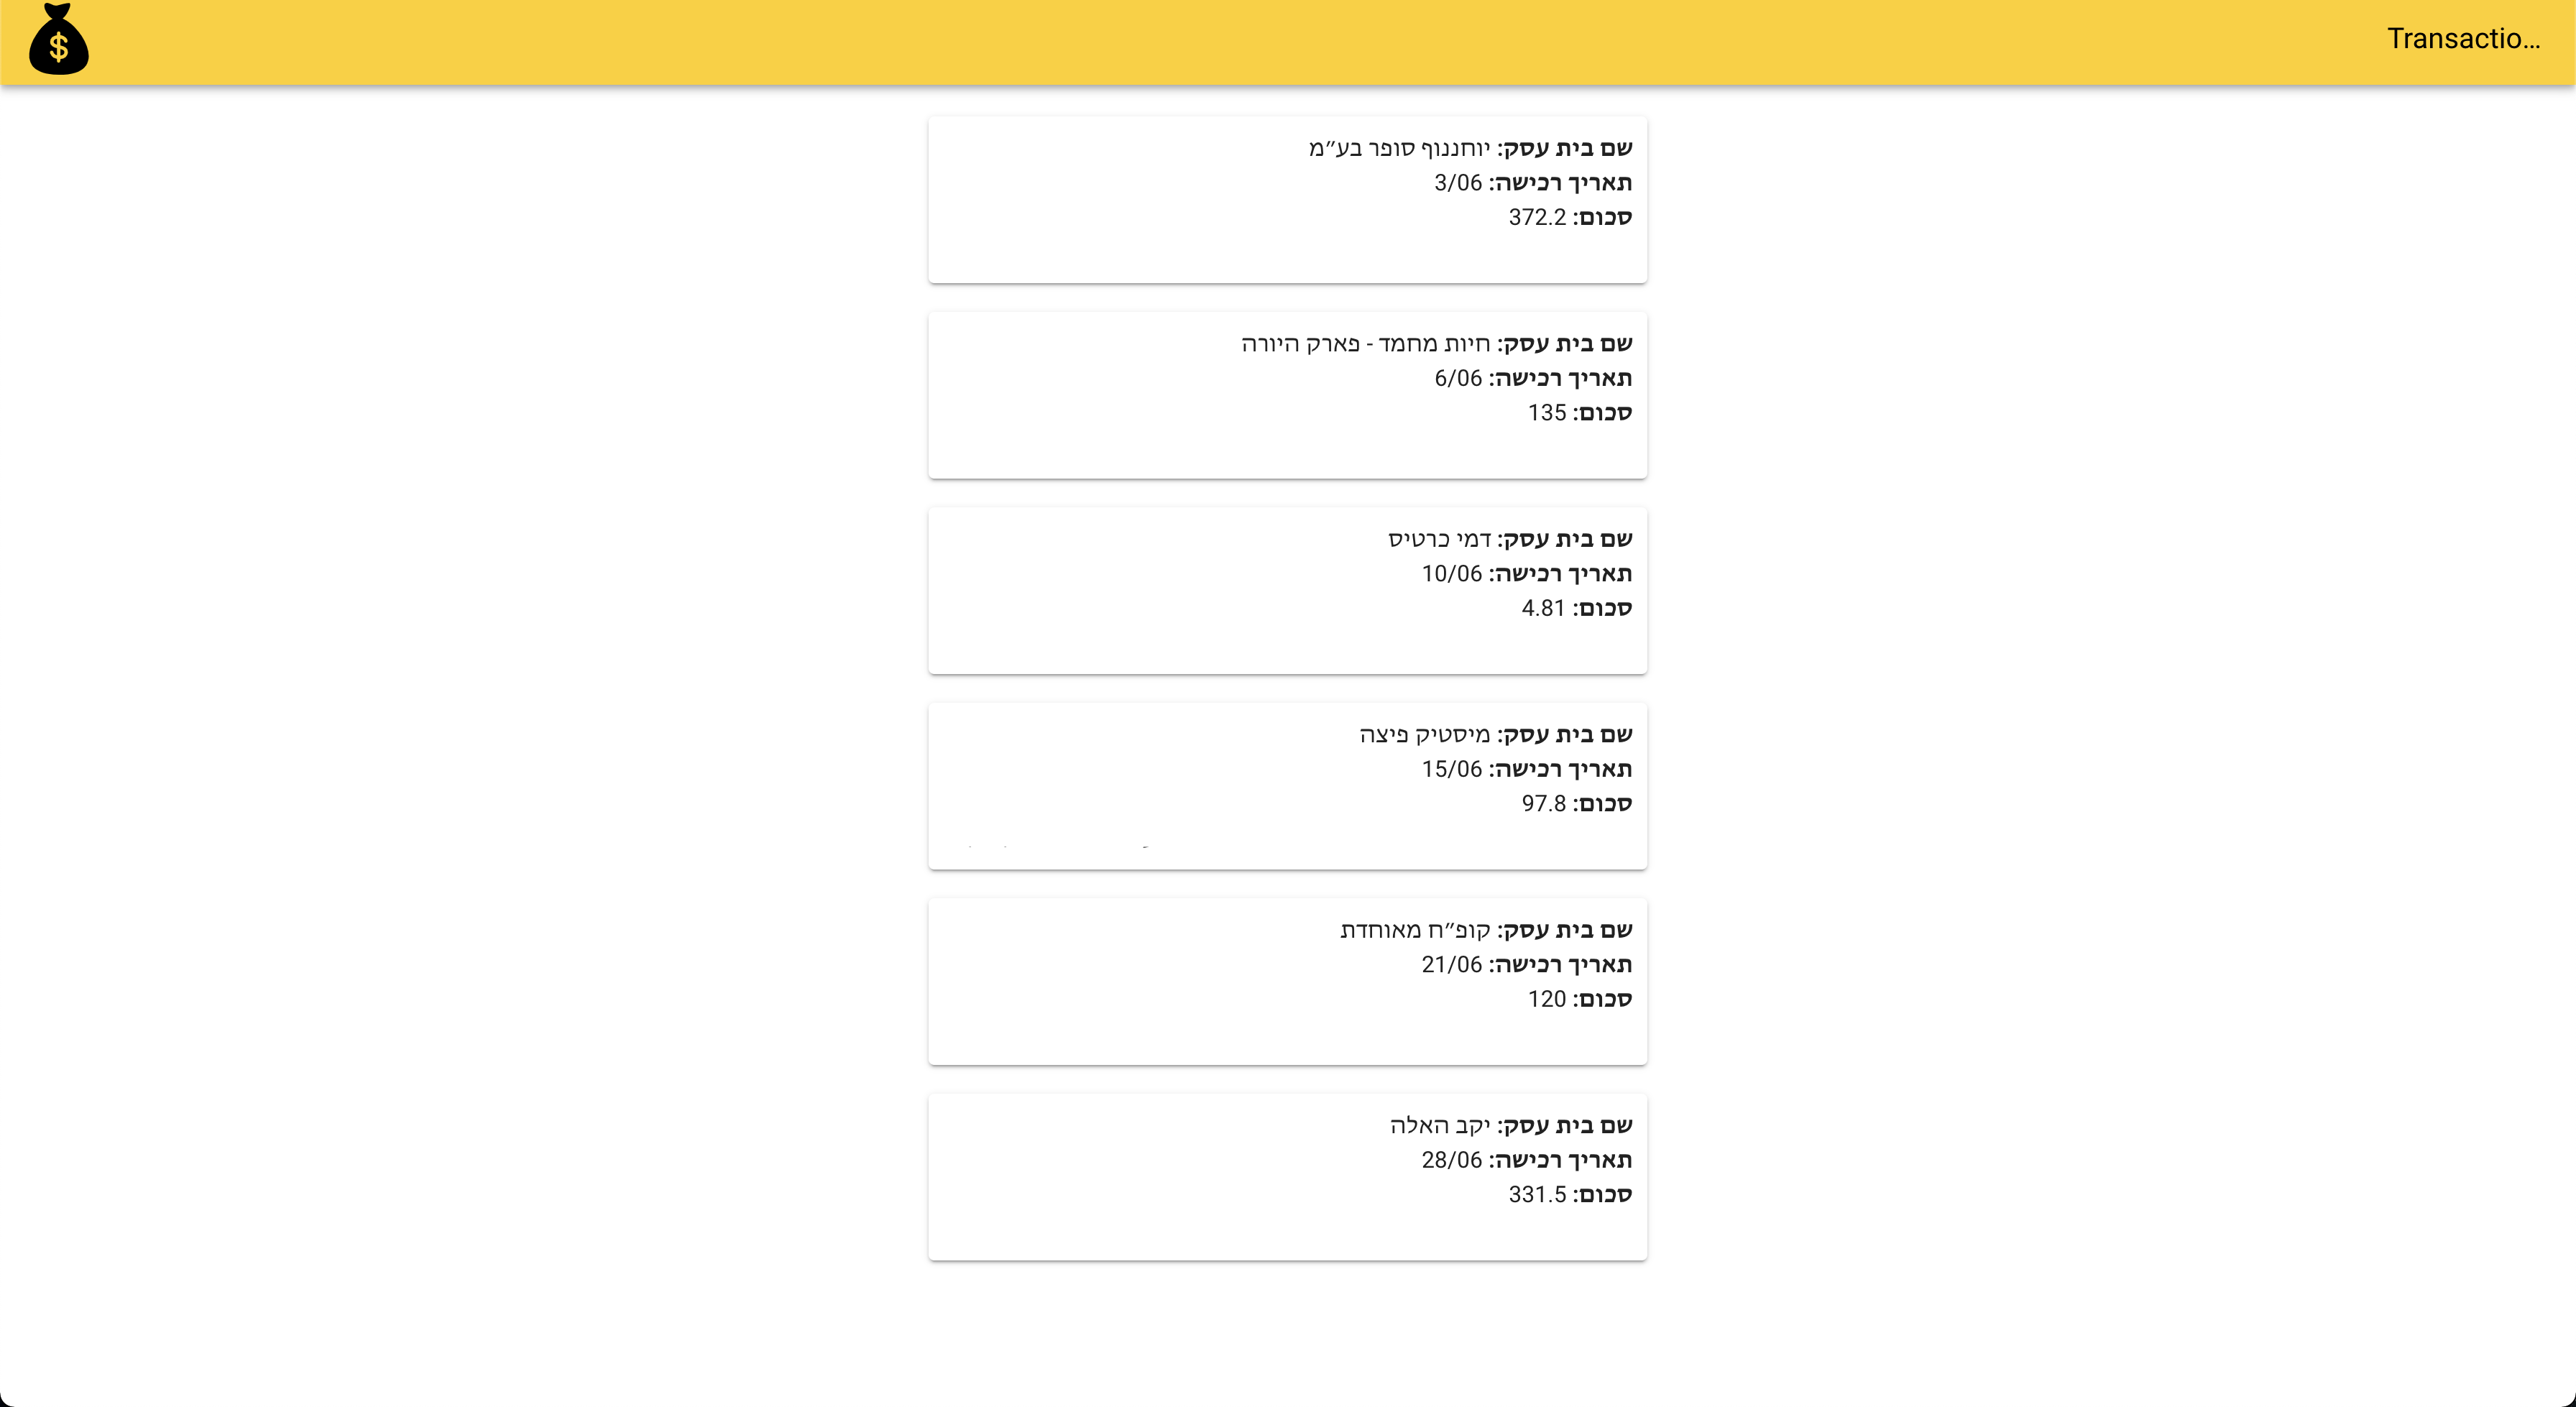 $
Transactio...
שם בית עסק: יוחננוף סופר בע״מ
תאריך רכישה: 3/06
סכום: 372.2
שם בית עסק: חיות מחמד - פארק היורה
תאריך רכישה: 6/06
סכום: 135
שם בית עסק: דמי כרטיס
תאריך רכישה: 10/06
סכום: 4.81
שם בית עסק: מיסטיק פיצה
תאריך רכישה: 15/06
סכום: 97.8
שם בית עסק: קופ״ח מאוחדת
תאריך רכישה: 21/06
סכום: 120
שם בית עסק: יקב האלה
תאריך רכישה: 28/06
סכום: 331.5